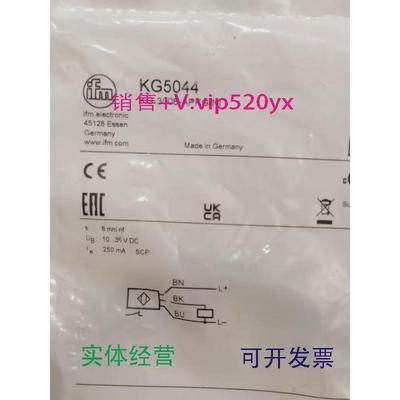 ifm
KG5044
销售+V:vip520yx
ifm electronic
45128 Essen
Germany
www.ifm.com
Made in Germany
CE
EAC
UK
CA
s 8 mm nf
UB 10...36 V DC
Ie 250 mA SCP
BN
L+
BK
BU
L-
实体经营
可开发票